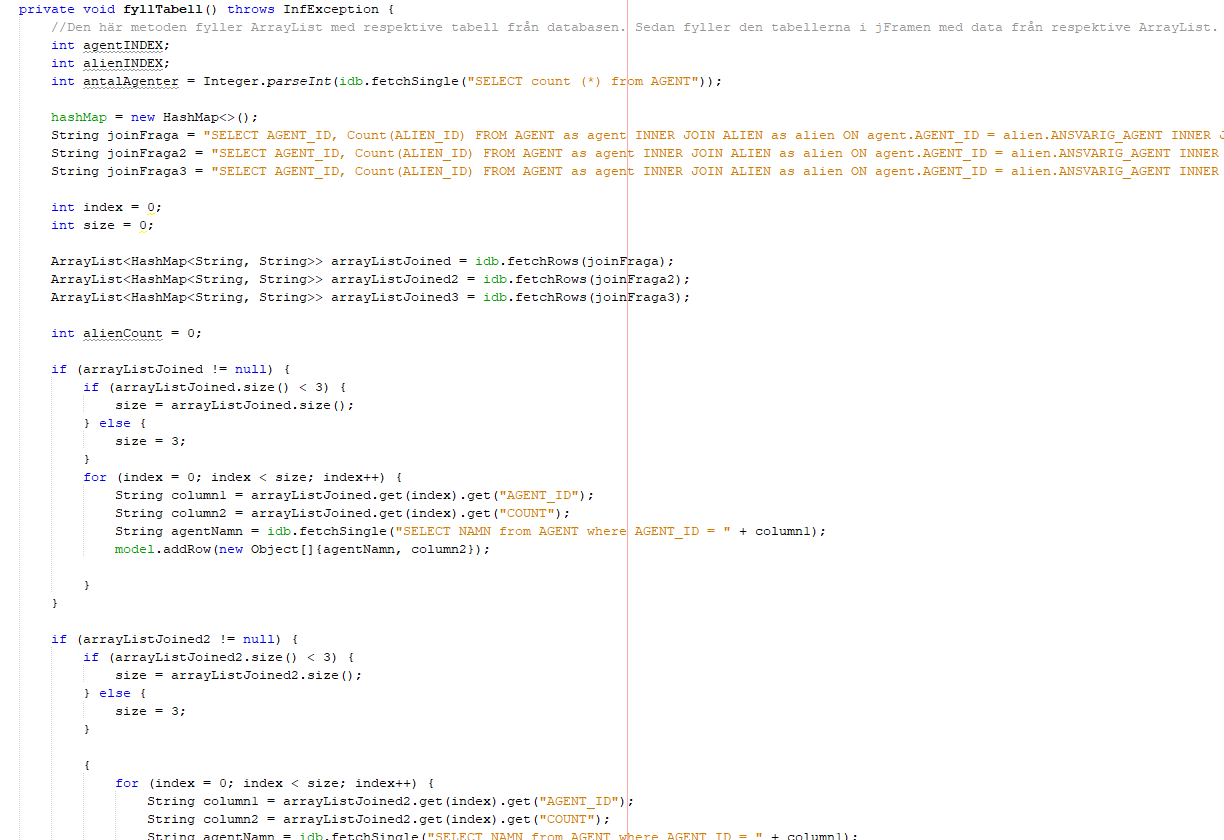 private void fyllTabell() throws InfException {
//Den här metoden fyller ArrayList med respektive tabell från databasen. Sedan fyller den tabellerna i jFramen med data från respektive ArrayList.
int agentINDEX;
int alienINDEX;
int antalAgenter = Integer.parseInt(idb.fetchSingle("SELECT count (*) from AGENT"));
hashMap = new HashMap<>();
String joinFraga = "SELECT AGENT_ID, Count(ALIEN_ID) FROM AGENT as agent INNER JOIN ALIEN as alien ON agent.AGENT_ID = alien.ANSVARIG_AGENT INNER J
String joinFraga2 = "SELECT AGENT_ID, Count(ALIEN_ID) FROM AGENT as agent INNER JOIN ALIEN as alien ON agent.AGENT_ID = alien.ANSVARIG_AGENT INNER
String joinFraga3 = "SELECT AGENT_ID, Count(ALIEN_ID) FROM AGENT as agent INNER JOIN ALIEN as alien ON agent.AGENT_ID = alien.ANSVARIG_AGENT INNER
int index = 0;
int size = 0;
ArrayList<HashMap<String, String>> arrayListJoined = idb.fetchRows(joinFraga);
ArrayList<HashMap<String, String>> arrayListJoined2 = idb.fetchRows(joinFraga2);
ArrayList<HashMap<String, String>> arrayListJoined3 = idb.fetchRows(joinFraga3);
int alienCount = 0;
if (arrayListJoined != null) {
if (arrayListJoined.size() < 3) {
size = arrayListJoined.size();
} else {
size = 3;
}
for (index = 0; index < size; index++) {
String column1 = arrayListJoined.get(index).get("AGENT_ID");
String column2 = arrayListJoined.get(index).get("COUNT");
String agentNamn = idb.fetchSingle("SELECT NAMN from AGENT where AGENT_ID = " + column1);
model.addRow(new Object[]{agentNamn, column2});
}
}
if (arrayListJoined2 != null) {
if (arrayListJoined2.size() < 3) {
size = arrayListJoined2.size();
} else {
size = 3;
}
{
for (index = 0; index < size; index++) {
String column1 = arrayListJoined2.get(index).get("AGENT_ID");
String column2 = arrayListJoined2.get(index).get("COUNT");
String agentNamn = idb.fetchSingle("SELECT NAMN from AGENT where AGENT_ID = " + column1);